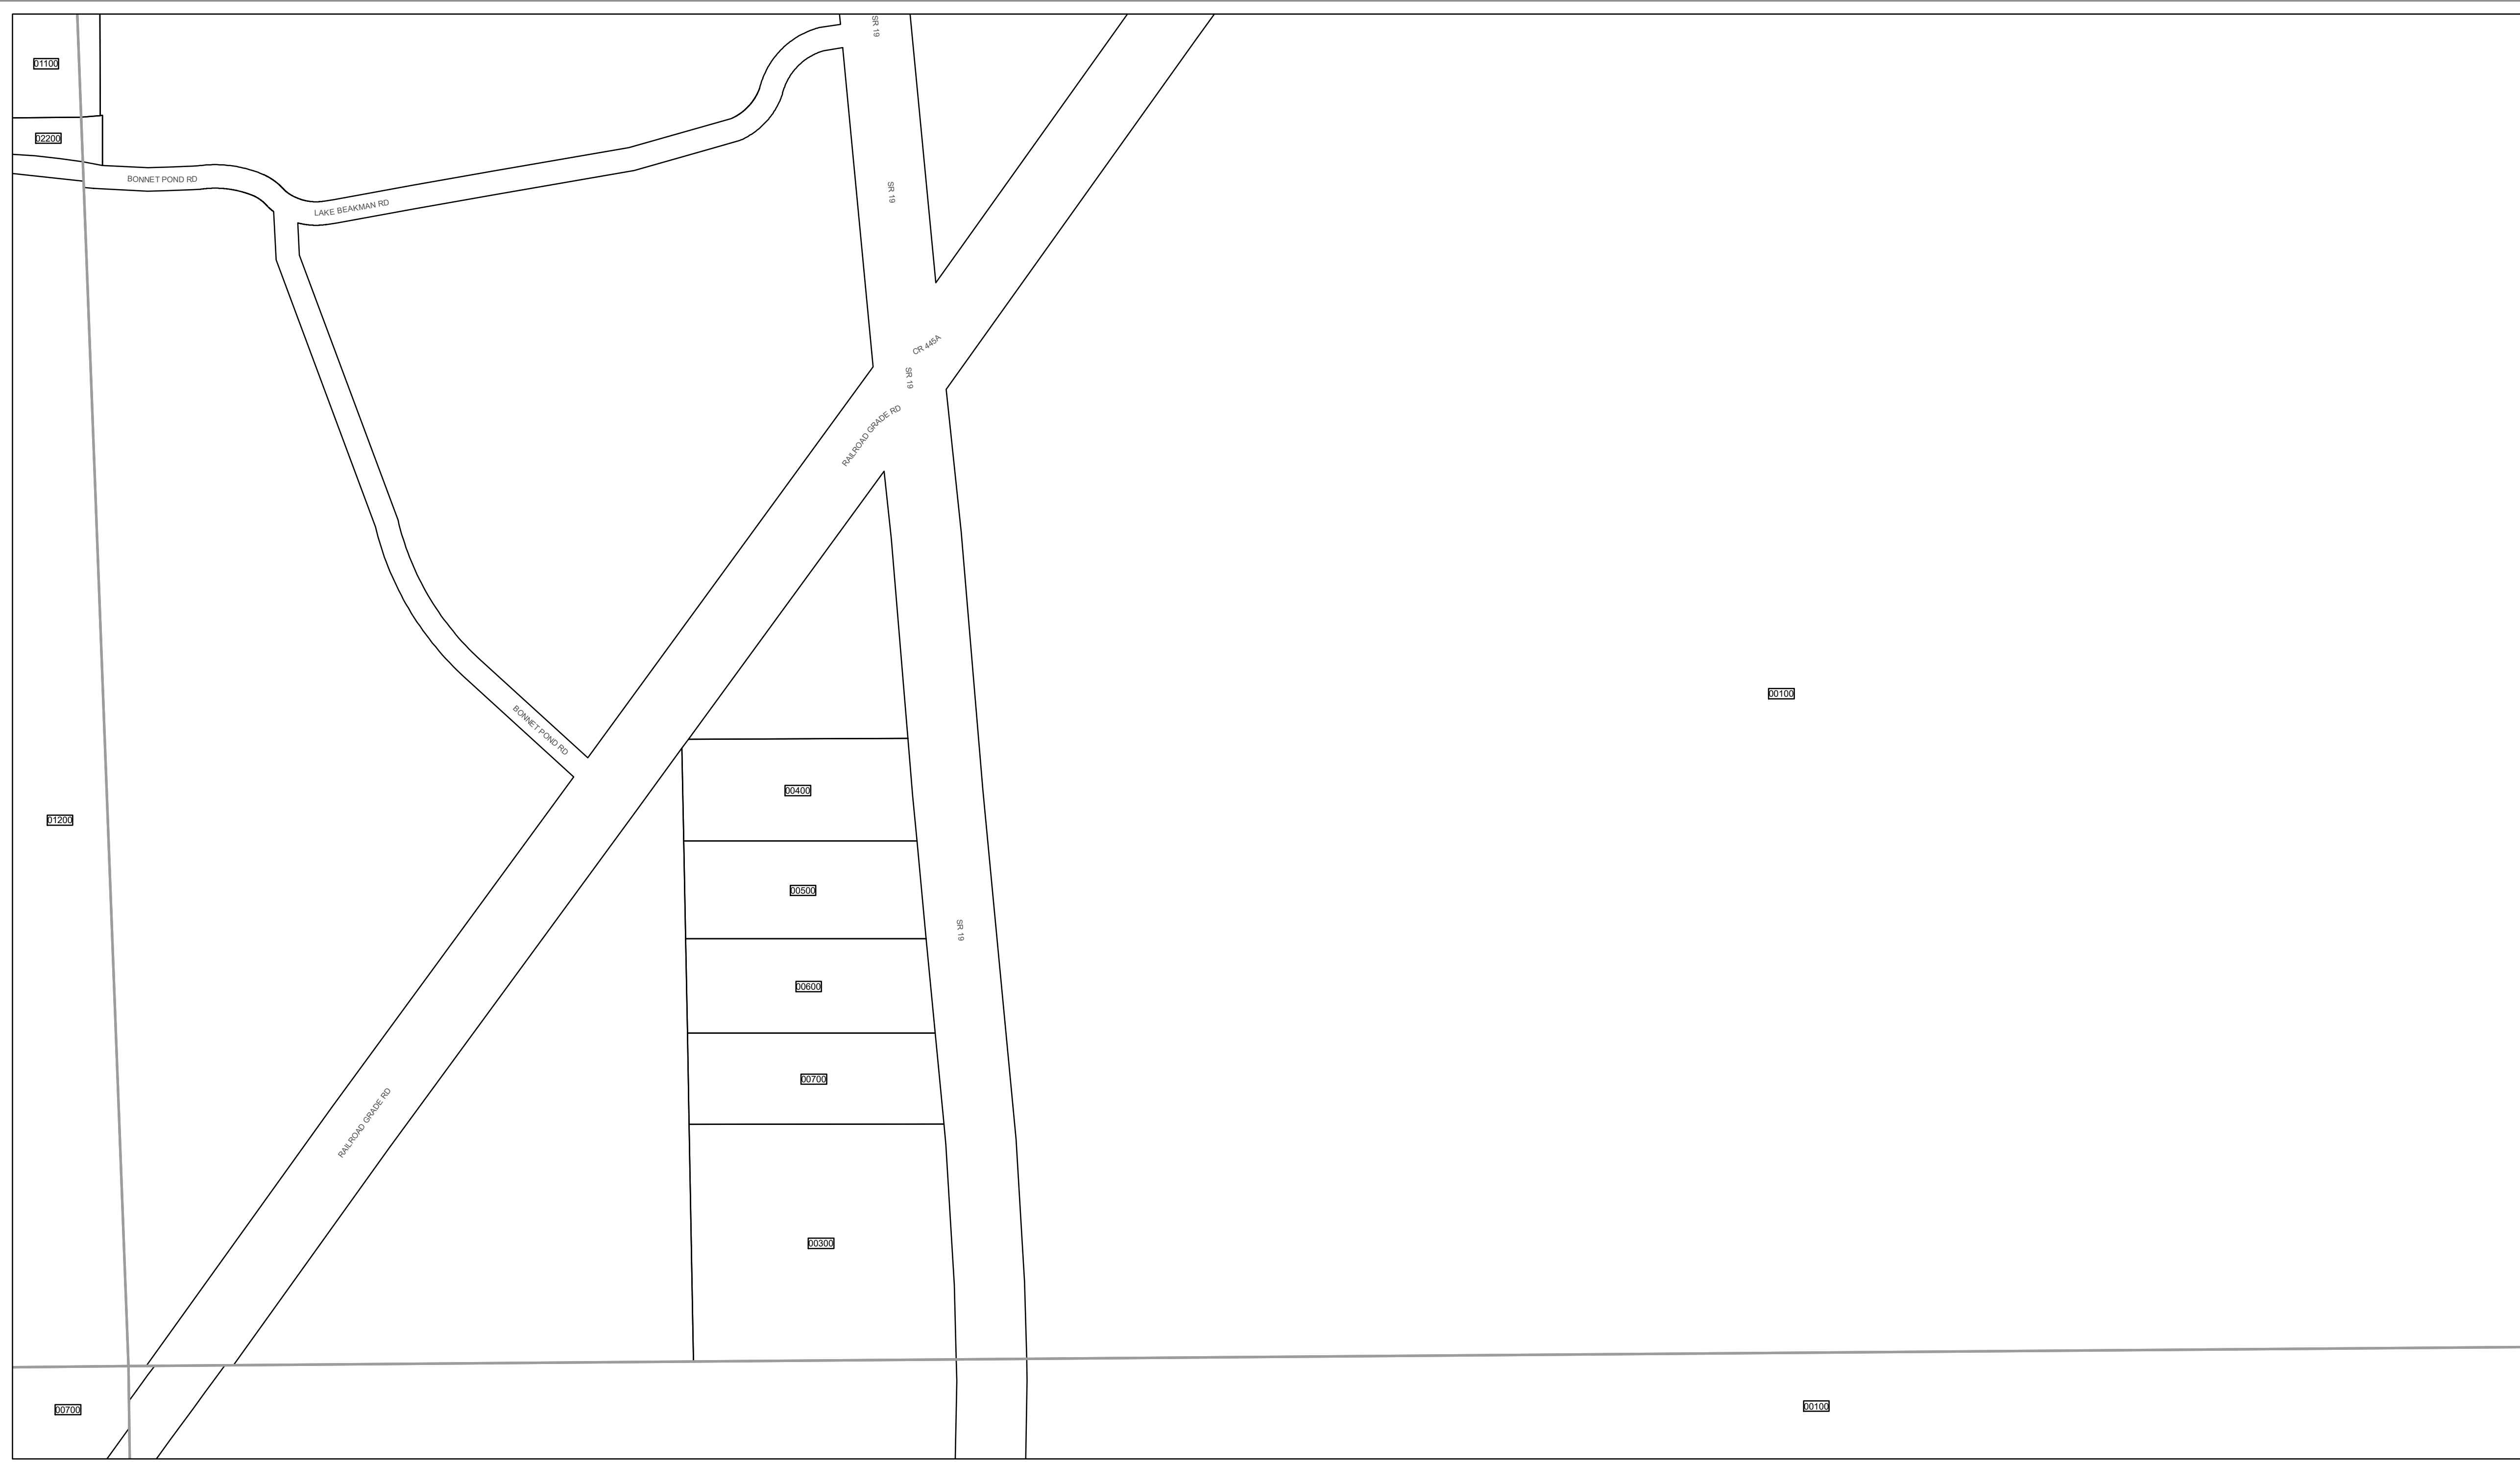 SR 19
01100
02200
BONNET POND RD
SR 19
LAKE BEAKMAN RD
CR 445A
SR 19
RAILROAD GRADE RD
00100
BONNET POND RD
00400
01200
00500
SR 19
00600
00700
RAILROAD GRADE RD
00300
00700
00100